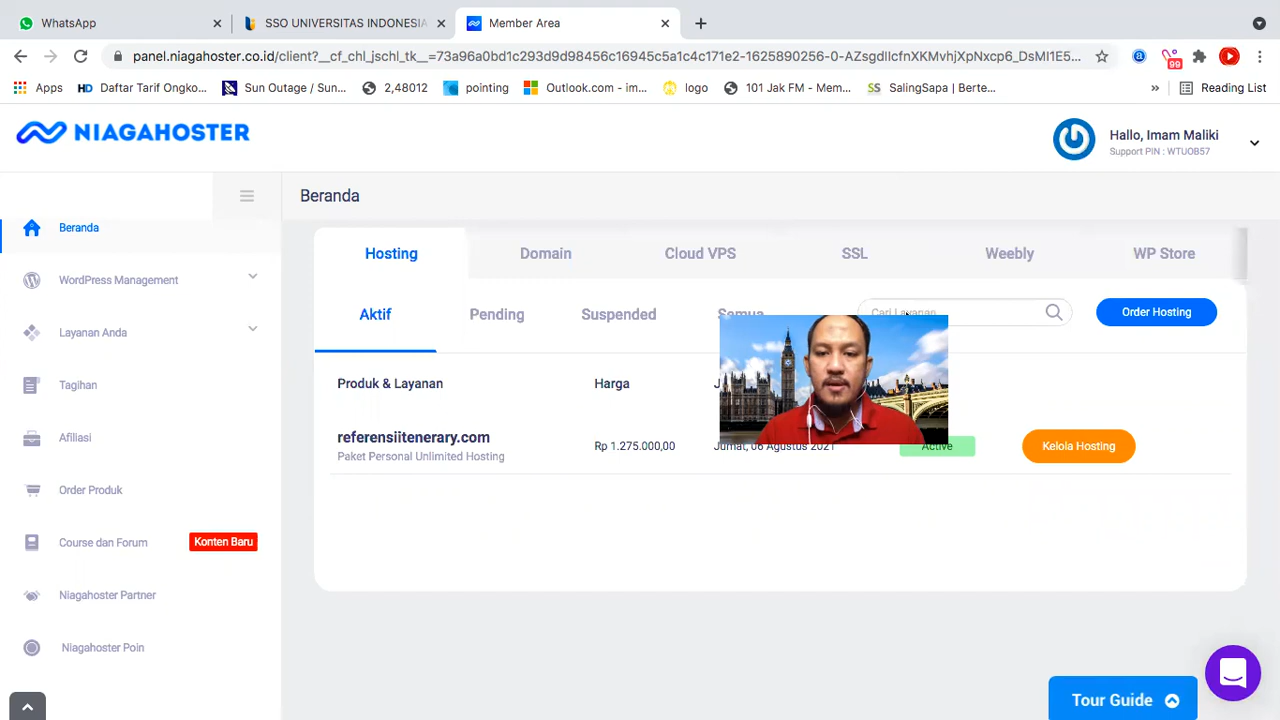 WhatsApp
SSO UNIVERSITAS INDONESIA
Member Area
panel.niagahoster.co.id/client?__cf_chl_jschl_tk__=73a96a0bd1c293d9d98456c16945c5a1c4c171e2-1625890256-0-AZsgdIlcfnXKMvhjXpNxcp6_DsMI1E5...
99
Apps
Daftar Tarif Ongko...
Sun Outage / Sun...
2,48012
pointing
Outlook.com - im...
logo
101 Jak FM - Mem...
SalingSapa | Berte...
»
Reading List
NIAGAHOSTER
Hallo, Imam Maliki
Support PIN : WTUOB57
Beranda
Beranda
WordPress Management
Layanan Anda
Tagihan
Afiliasi
Order Produk
Course dan Forum
Konten Baru
Niagahoster Partner
Niagahoster Poin
Hosting
Domain
Cloud VPS
SSL
Weebly
WP Store
Aktif
Pending
Suspended
Semua
Cari Layanan
Order Hosting
Produk & Layanan
Harga
referensiitenerary.com
Paket Personal Unlimited Hosting
Rp 1.275.000,00
Jumat, 06 Agustus 2021
Active
Kelola Hosting
Tour Guide